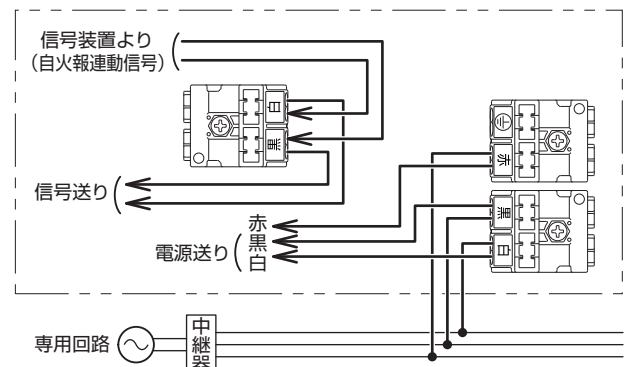 信号装置より
（自火報連動信号）
白
黄
信号送り
赤
黒
白
電源送り
赤
黒
白
専用回路
中継器